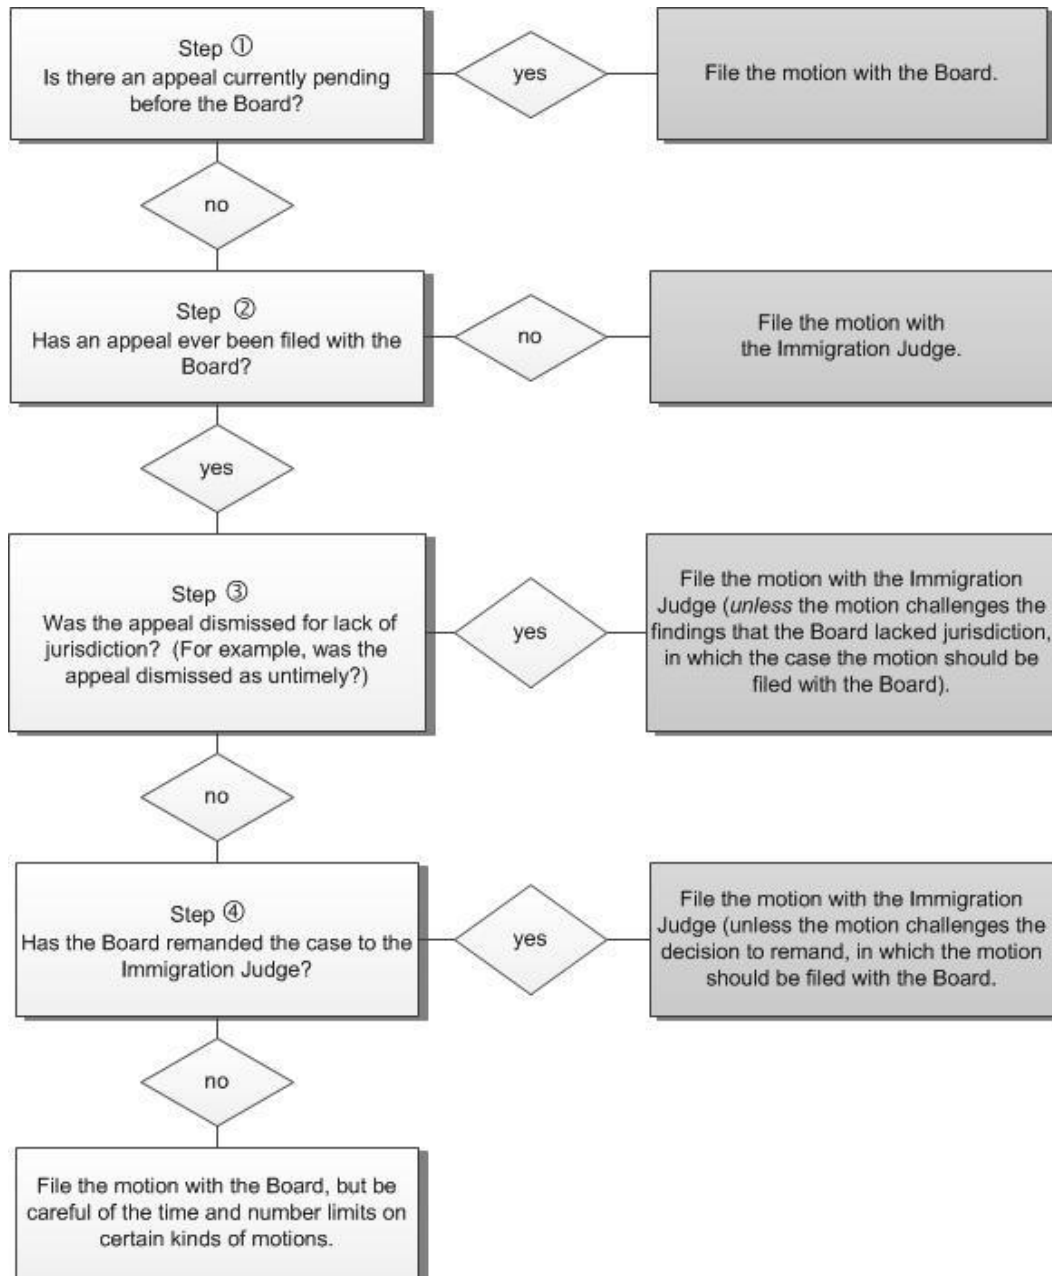 Step ①
Is there an appeal currently pending
before the Board?
yes
File the motion with the Board.
no
Step ②
Has an appeal ever been filed with the
Board?
no
File the motion with
the Immigration Judge.
yes
Step ③
Was the appeal dismissed for lack of
jurisdiction? (For example, was the
appeal dismissed as untimely?)
yes
File the motion with the Immigration
Judge (unless the motion challenges the
findings that the Board lacked jurisdiction,
in which the case the motion should be
filed with the Board).
no
Step ④
Has the Board remanded the case to the
Immigration Judge?
yes
File the motion with the Immigration
Judge (unless the motion challenges the
decision to remand, in which the motion
should be filed with the Board.
no
File the motion with the Board, but be
careful of the time and number limits on
certain kinds of motions.